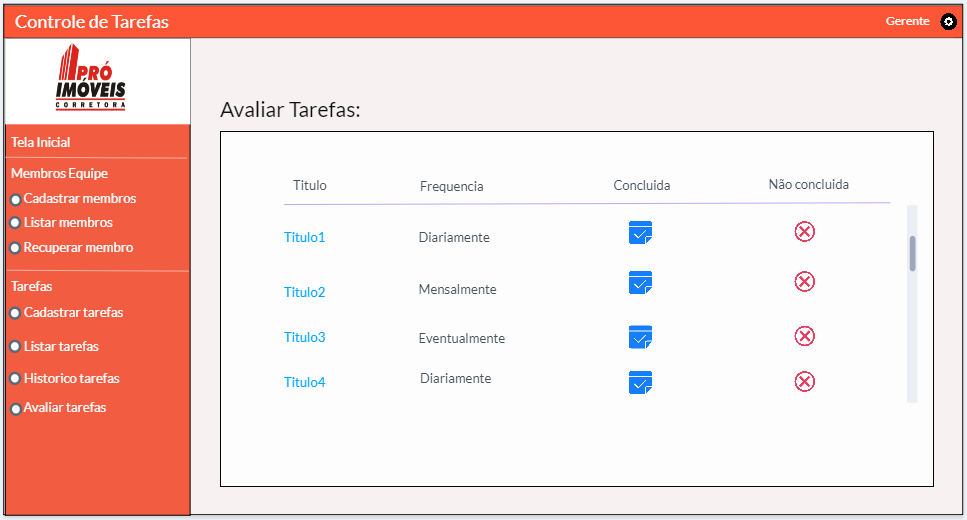 Controle de Tarefas
Gerente
PRÓ
IMÓVEIS
CORRETORA
Tela Inicial
Membros Equipe
Cadastrar membros
Listar membros
Recuperar membro
Tarefas
Cadastrar tarefas
Listar tarefas
Historico tarefas
Avaliar tarefas
Avaliar Tarefas:
Titulo Frequencia Concluida Não concluida
Titulo1 Diariamente
Titulo2 Mensalmente
Titulo3 Eventualmente
Titulo4 Diariamente